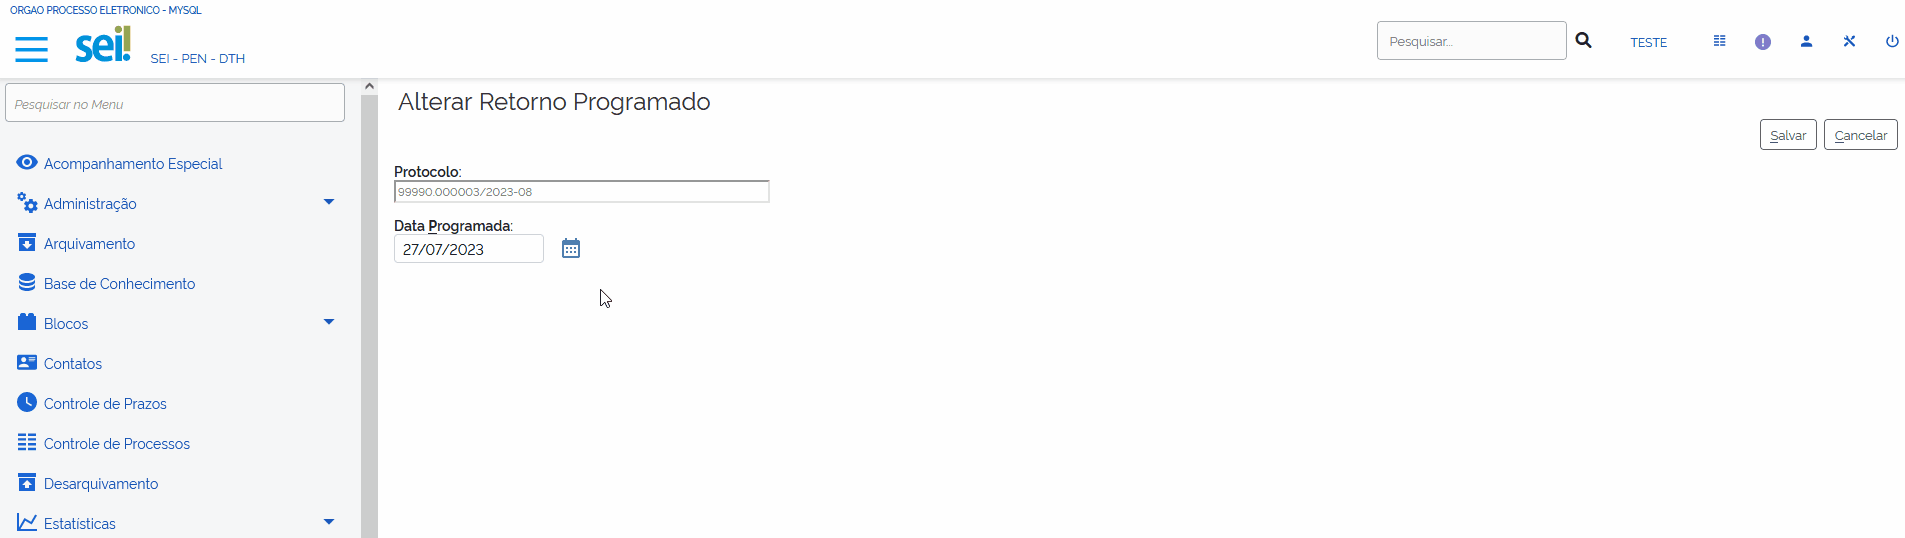 ORGAO PROCESSO ELETRONICO - MYSQL
sei!
SEI - PEN - DTH
Pesquisar...
TESTE
Pesquisar no Menu
Acompanhamento Especial
Administração
Arquivamento
Base de Conhecimento
Blocos
Contatos
Controle de Prazos
Controle de Processos
Desarquivamento
Estatísticas
Alterar Retorno Programado
Salvar
Cancelar
Protocolo:
99990.000003/2023-08
Data Programada:
27/07/2023